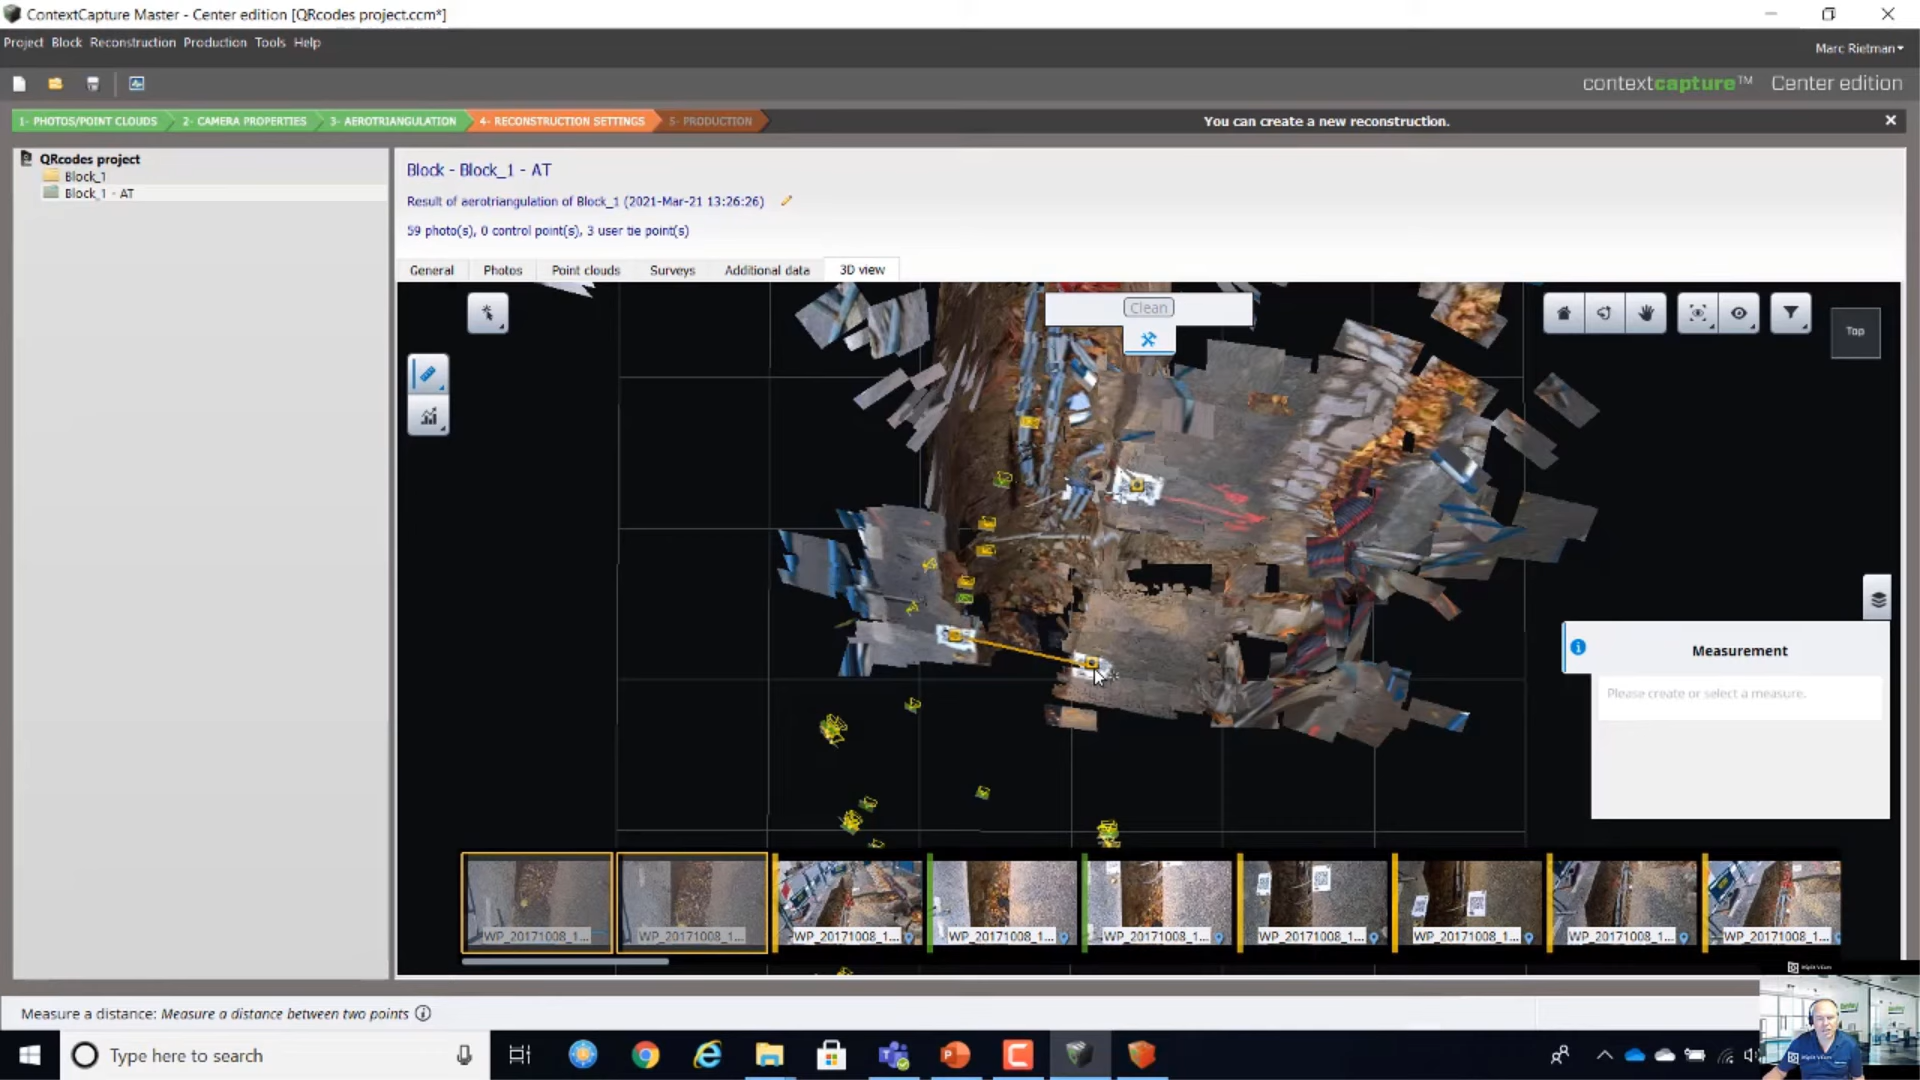 ContextCapture Master - Center edition [QRcodes project.ccm*]
Project Block Reconstruction Production Tools Help
Marc Rietman
contextcapture™ Center edition
1- PHOTOS/POINT CLOUDS 2- CAMERA PROPERTIES 3- AEROTRIANGULATION 4- RECONSTRUCTION SETTINGS 5- PRODUCTION
You can create a new reconstruction.
QRcodes project
Block_1
Block_1 - AT
Block - Block_1 - AT
Result of aerotriangulation of Block_1 (2021-Mar-21 13:26:26)
59 photo(s), 0 control point(s), 3 user tie point(s)
General Photos Point clouds Surveys Additional data 3D view
Clean
Top
Measurement
Please create or select a measure.
WP_20171008_1... WP_20171008_1... WP_20171008_1... WP_20171008_1... WP_20171008_1... WP_20171008_1... WP_20171008_1... WP_20171008_1... WP_20171008_1...
Measure a distance: Measure a distance between two points
Type here to search